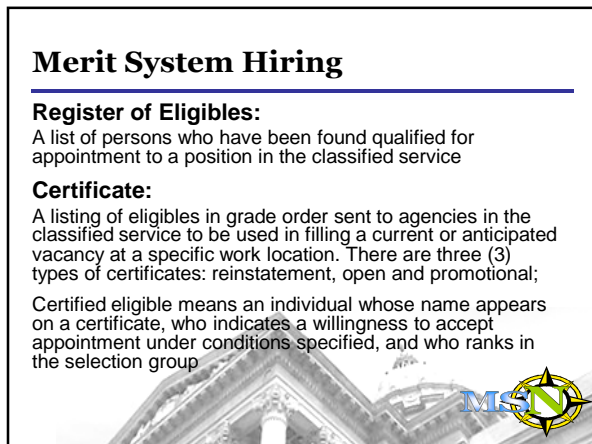 Merit System Hiring
Register of Eligibles:
A list of persons who have been found qualified for
appointment to a position in the classified service
Certificate:
A listing of eligibles in grade order sent to agencies in the
classified service to be used in filling a current or anticipated
vacancy at a specific work location. There are three (3)
types of certificates: reinstatement, open and promotional;
Certified eligible means an individual whose name appears
on a certificate, who indicates a willingness to accept
appointment under conditions specified, and who ranks in
the selection group
MSN